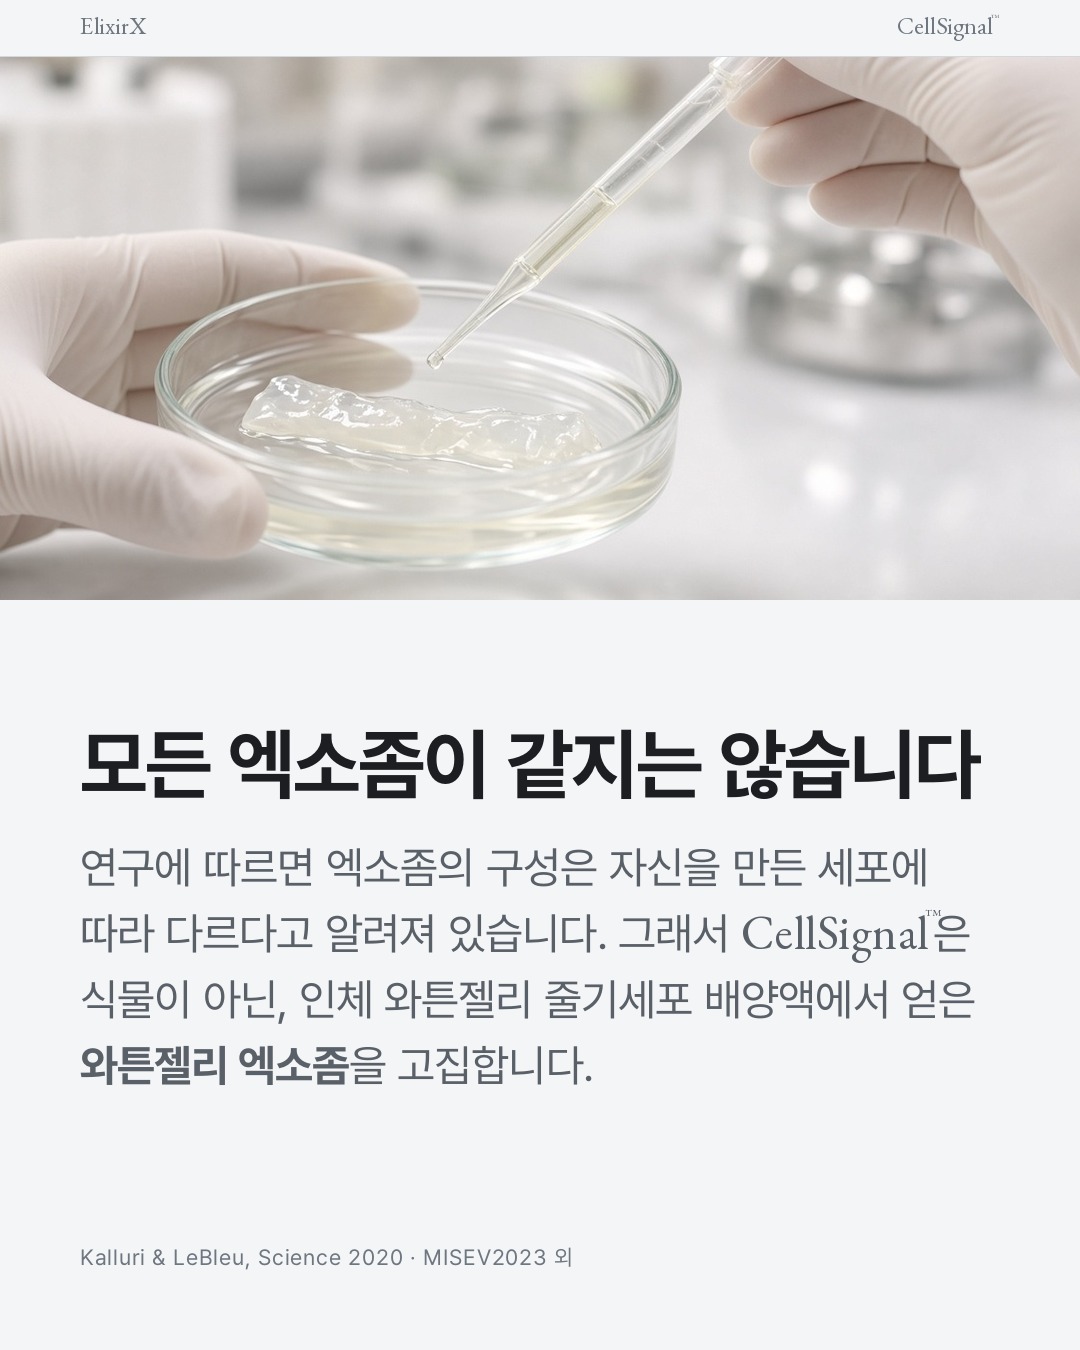 ElixirX
CellSignal™
모든 엑소좀이 같지는 않습니다
연구에 따르면 엑소좀의 구성은 자신을 만든 세포에
따라 다르다고 알려져 있습니다. 그래서 CellSignal™은
식물이 아닌, 인체 와튼젤리 줄기세포 배양액에서 얻은
와튼젤리 엑소좀을 고집합니다.
Kalluri & LeBleu, Science 2020 · MISEV2023 외